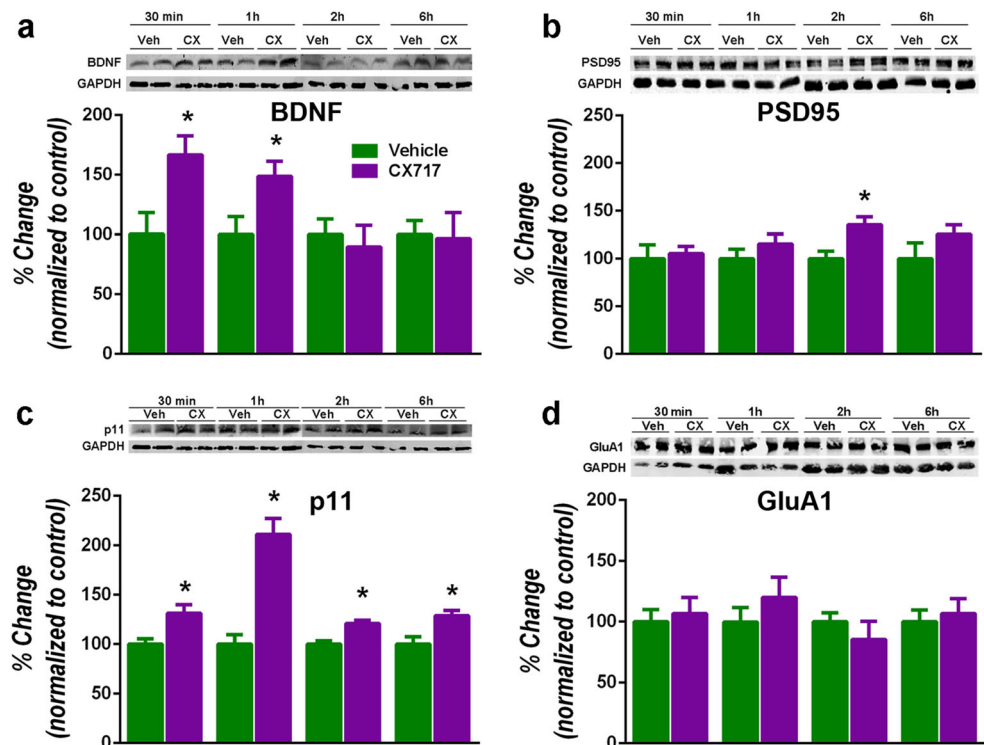 a
30 min 1h 2h 6h
Veh CX Veh CX Veh CX Veh CX
BDNF
GAPDH
BDNF
% Change
(normalized to control)
200
150
100
50
0
* *
Vehicle
CX717
b
30 min 1h 2h 6h
Veh CX Veh CX Veh CX Veh CX
PSD95
GAPDH
PSD95
% Change
(normalized to control)
250
200
150
100
50
0
*
c
30 min 1h 2h 6h
Veh CX Veh CX Veh CX Veh CX
p11
GAPDH
p11
% Change
(normalized to control)
250
200
150
100
50
0
* * * *
d
30 min 1h 2h 6h
Veh CX Veh CX Veh CX Veh CX
GluA1
GAPDH
GluA1
% Change
(normalized to control)
200
150
100
50
0